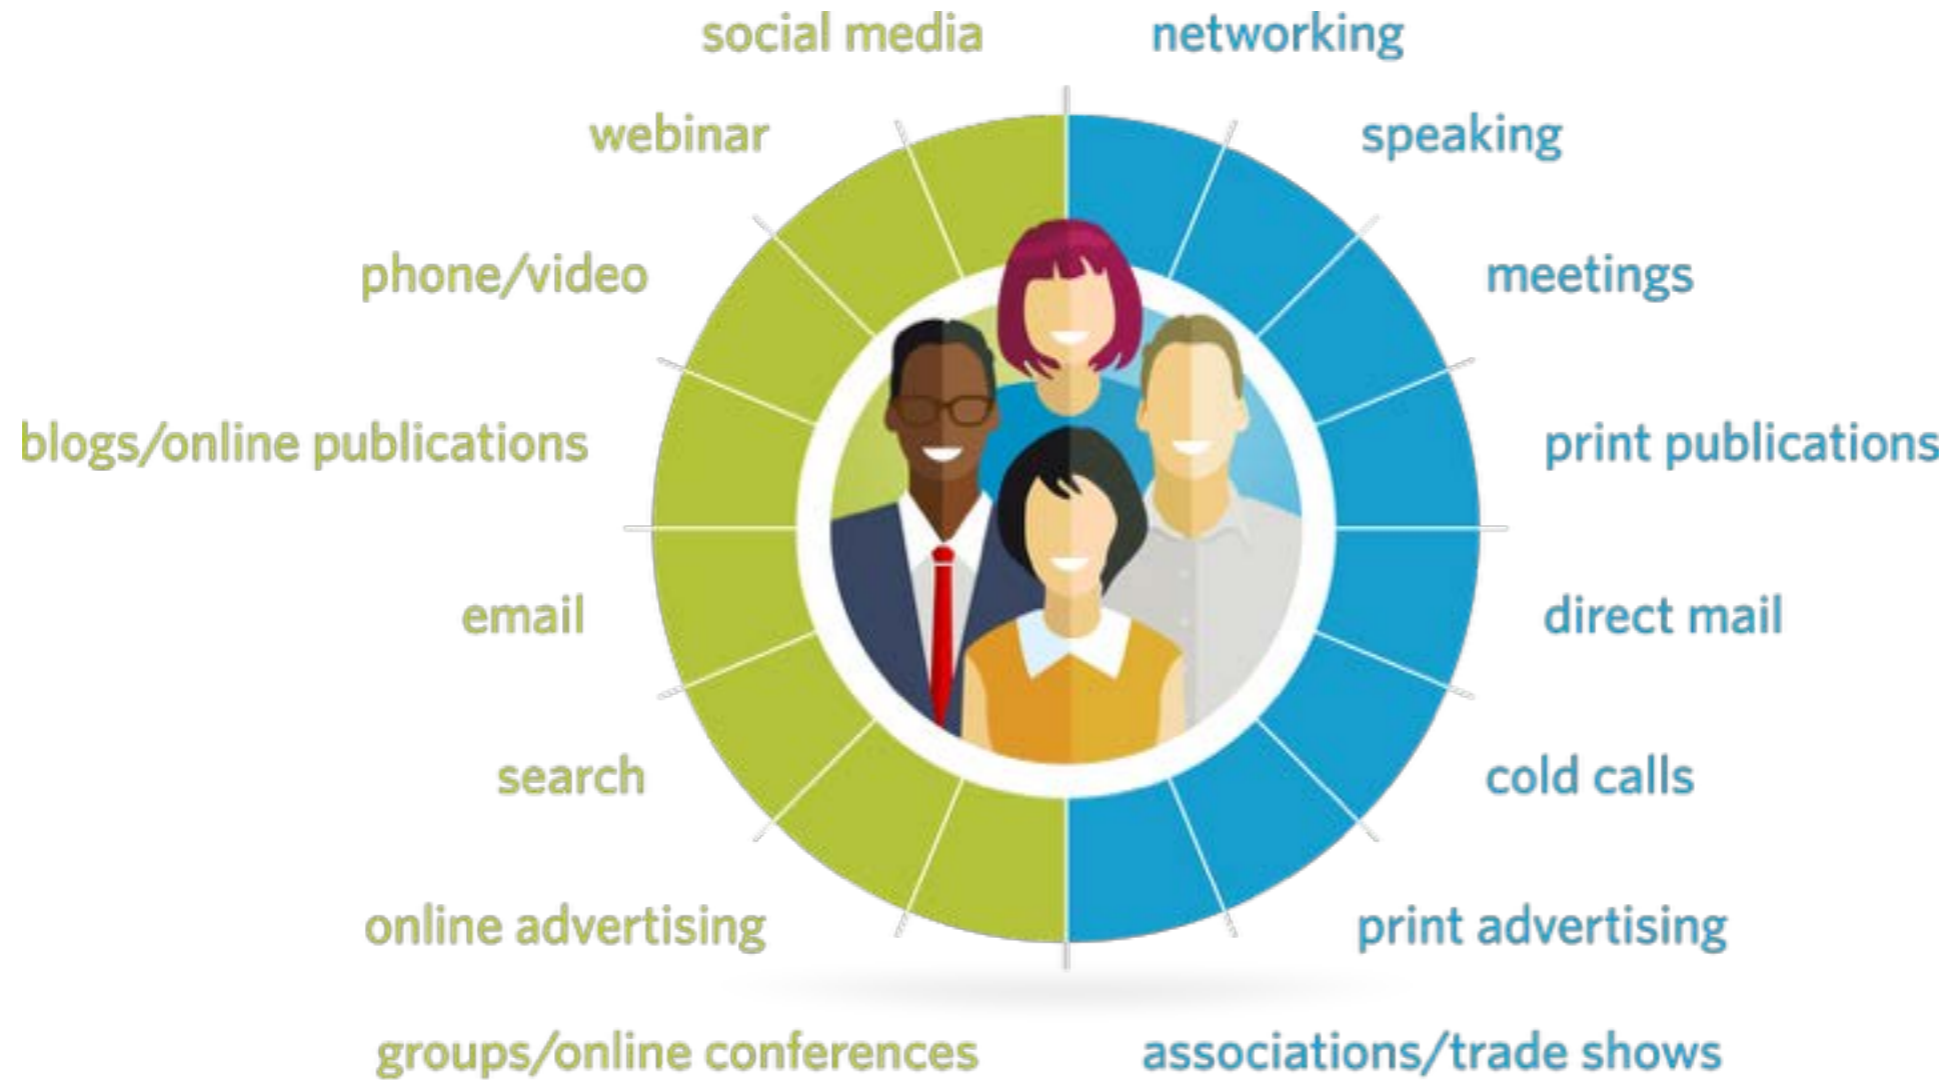 social media
networking
webinar
speaking
phone/video
meetings
blogs/online publications
print publications
email
direct mail
search
cold calls
online advertising
print advertising
groups/online conferences
associations/trade shows